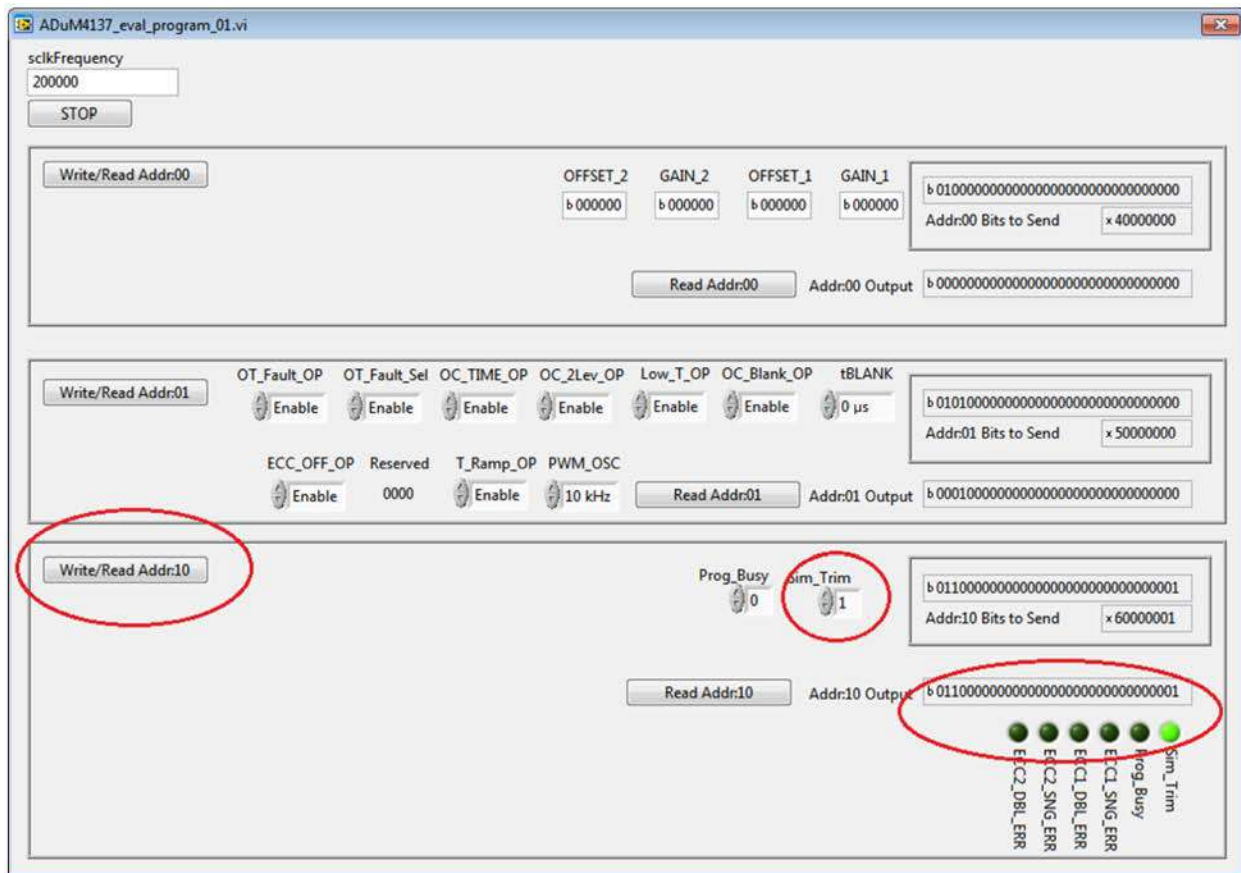 ADuM4137_eval_program_01.vi
sclkFrequency
200000
STOP
Write/Read Addr:00
OFFSET_2 GAIN_2 OFFSET_1 GAIN_1
b 000000 b 000000 b 000000 b 000000
b 01000000000000000000000000000000
Addr:00 Bits to Send x 40000000
Read Addr:00 Addr:00 Output b 00000000000000000000000000000000
Write/Read Addr:01
OT_Fault_OP OT_Fault_Sel OC_TIME_OP OC_2Lev_OP Low_T_OP OC_Blank_OP tBLANK
Enable Enable Enable Enable Enable Enable 0 µs
b 01010000000000000000000000000000
Addr:01 Bits to Send x 50000000
ECC_OFF_OP Reserved T_Ramp_OP PWM_OSC
Enable 0000 Enable 10 kHz Read Addr:01 Addr:01 Output b 00010000000000000000000000000000
Write/Read Addr:10
Prog_Busy Sim_Trim
0 1
b 01100000000000000000000000000001
Addr:10 Bits to Send x 60000001
Read Addr:10 Addr:10 Output b 01100000000000000000000000000001
ECC2_DBL_ERR
ECC2_SNG_ERR
ECC1_DBL_ERR
ECC1_SNG_ERR
Prog_Busy
Sim_Trim